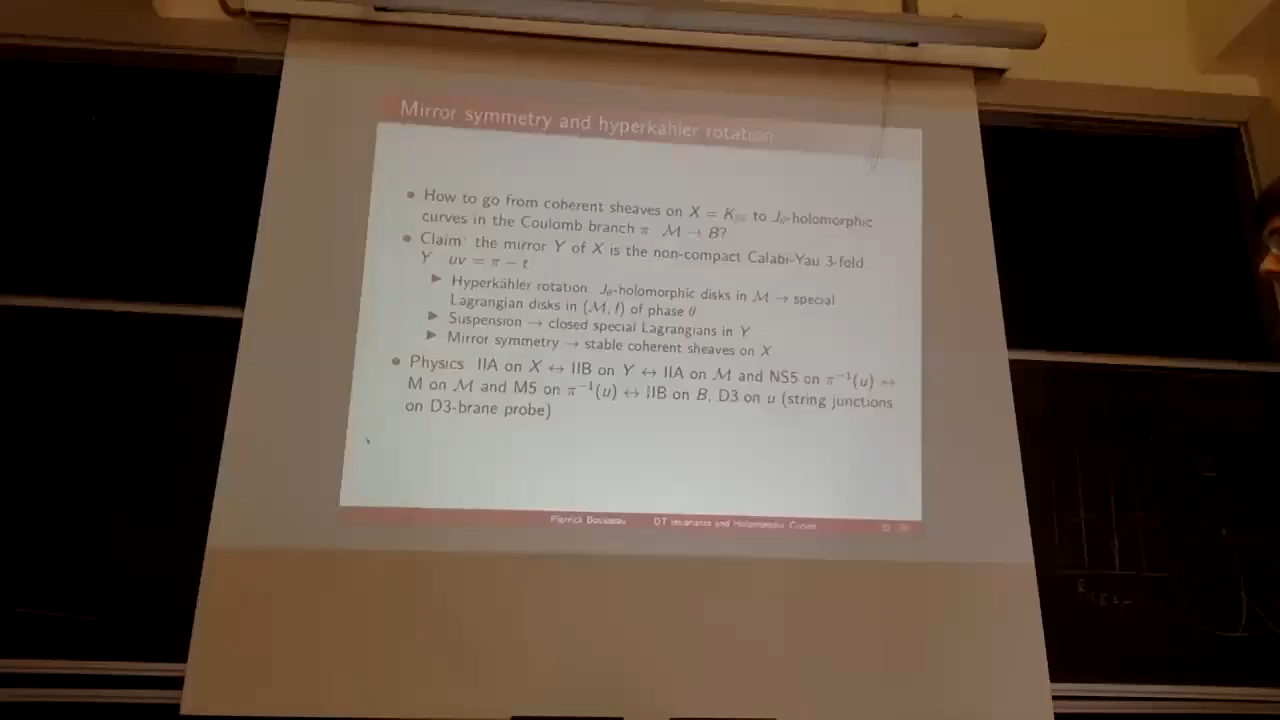 Mirror symmetry and hyperkähler rotation
• How to go from coherent sheaves on X = K to J_θ-holomorphic
curves in the Coulomb branch π M → B?
• Claim: the mirror Y of X is the non-compact Calabi-Yau 3-fold
Y uv = π − t
▶ Hyperkähler rotation. J_θ-holomorphic disks in M → special
Lagrangian disks in (M, I) of phase θ
▶ Suspension → closed special Lagrangians in Y
▶ Mirror symmetry → stable coherent sheaves on X
• Physics IIA on X ↔ IIB on Y ↔ IIA on M and NS5 on π⁻¹(u) ↔
M on M and M5 on π⁻¹(u) ↔ IIB on B, D3 on u (string junctions
on D3-brane probe)
Pierrick Bousseau DT Invariants and Holomorphic Curves